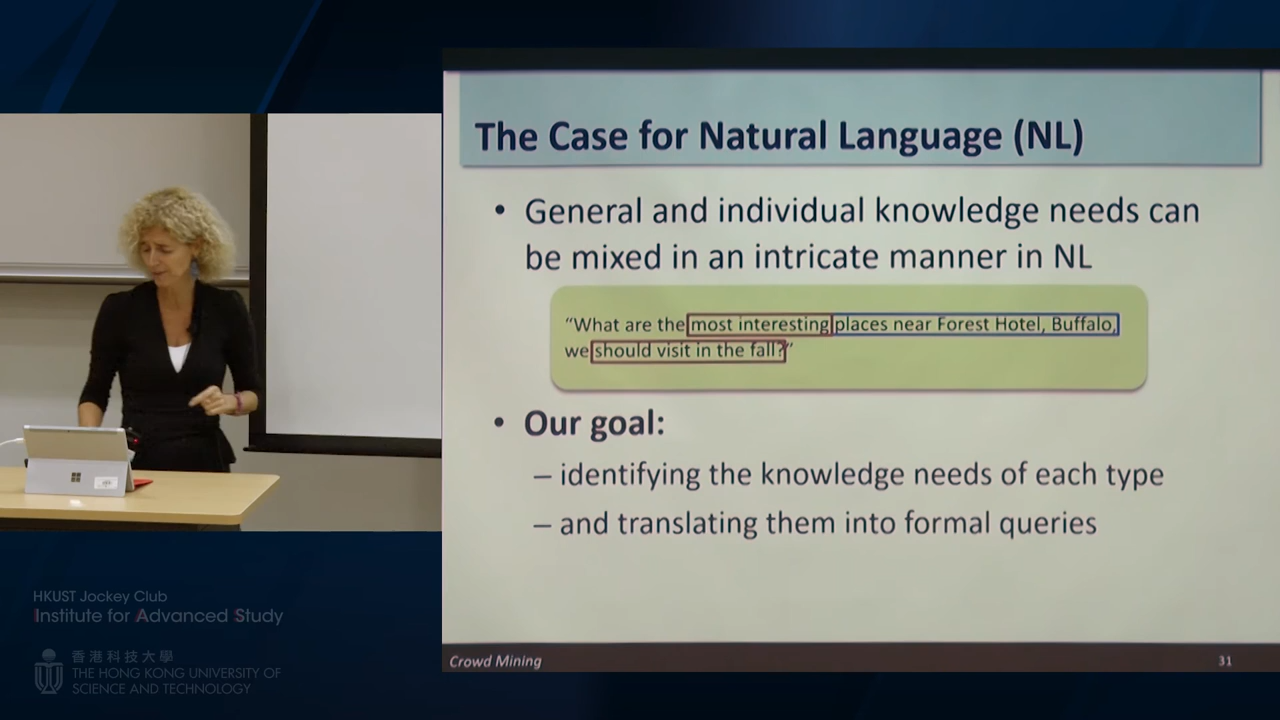 The Case for Natural Language (NL)
• General and individual knowledge needs can
be mixed in an intricate manner in NL
“What are the most interesting places near Forest Hotel, Buffalo,
we should visit in the fall?”
• Our goal:
– identifying the knowledge needs of each type
– and translating them into formal queries
Crowd Mining
31
HKUST Jockey Club
Institute for Advanced Study
香港科技大學
THE HONG KONG UNIVERSITY OF
SCIENCE AND TECHNOLOGY